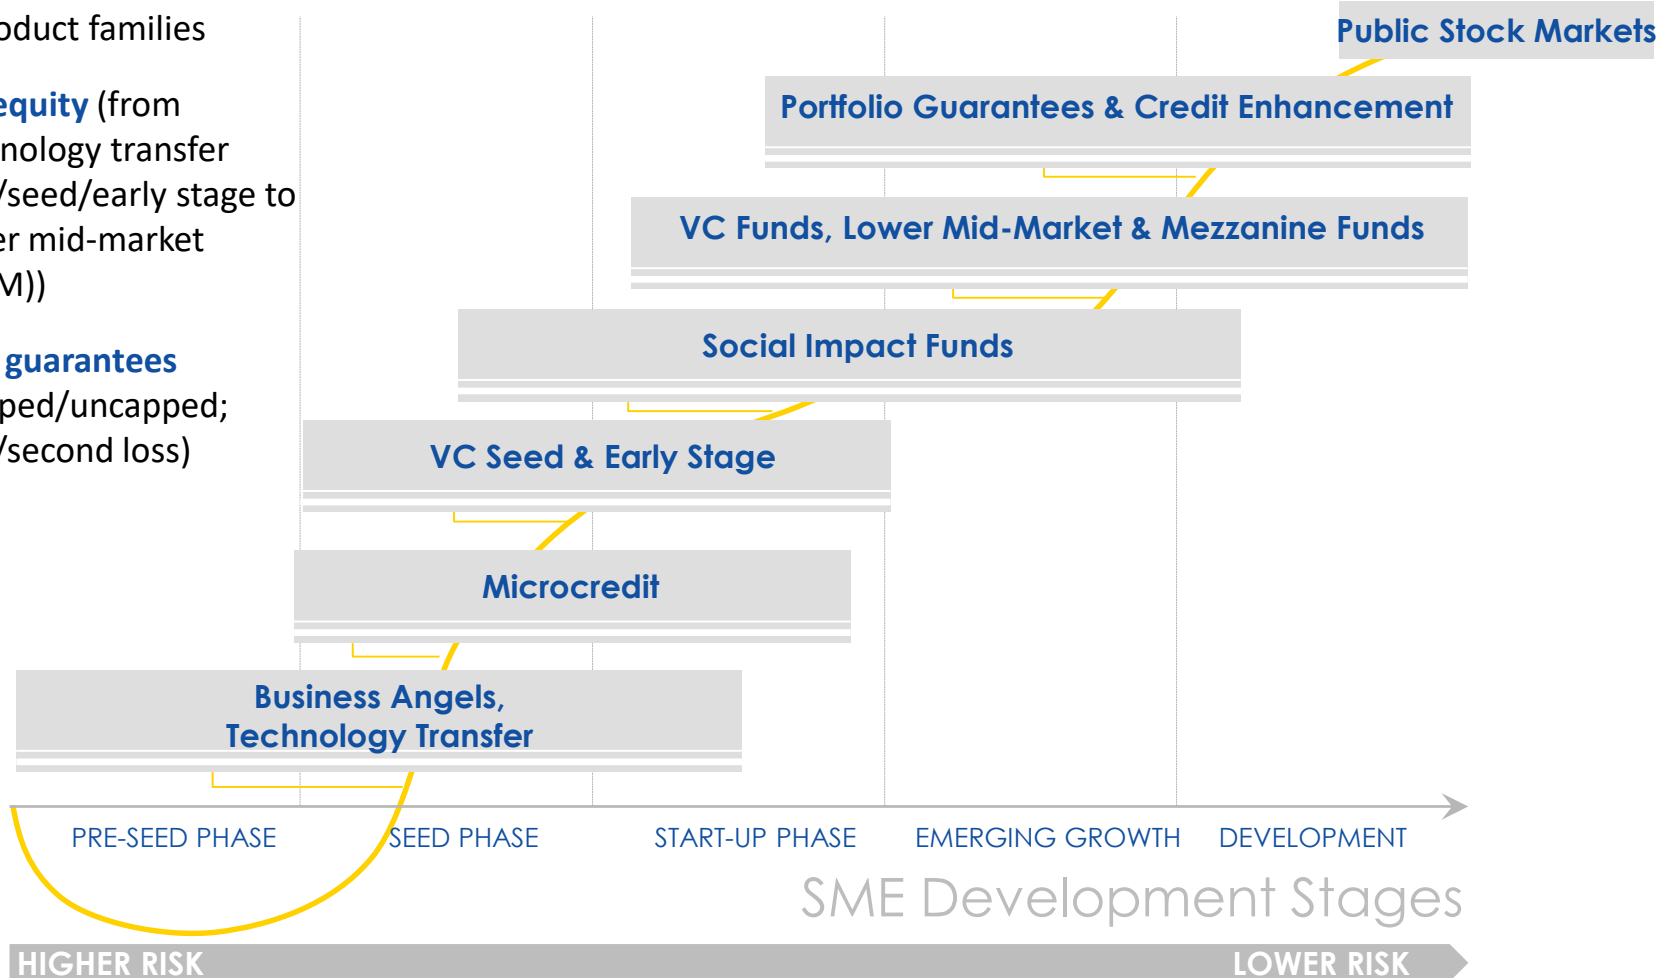 oduct families
equity (from
nology transfer
/seed/early stage to
er mid-market
M))
guarantees
ped/uncapped;
/second loss)
Public Stock Markets
Portfolio Guarantees & Credit Enhancement
VC Funds, Lower Mid-Market & Mezzanine Funds
Social Impact Funds
VC Seed & Early Stage
Microcredit
Business Angels,
Technology Transfer
PRE-SEED PHASE
SEED PHASE
START-UP PHASE
EMERGING GROWTH
DEVELOPMENT
SME Development Stages
HIGHER RISK
LOWER RISK